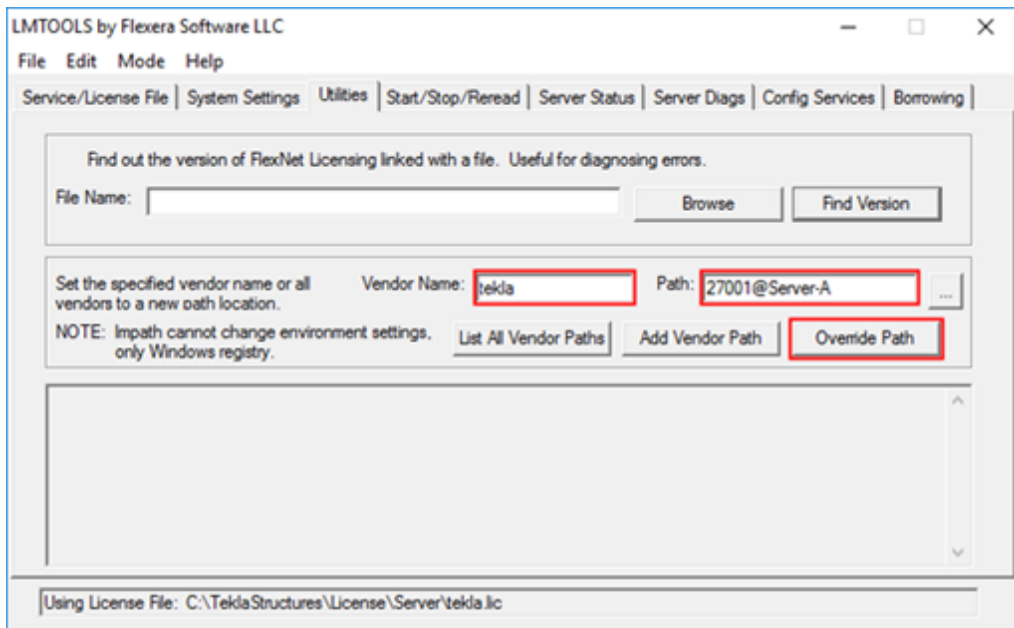 LMTOOLS by Flexera Software LLC
File Edit Mode Help
Service/License File System Settings Utilities Start/Stop/Reread Server Status Server Diags Config Services Borrowing
Find out the version of FlexNet Licensing linked with a file. Useful for diagnosing errors.
File Name: Browse Find Version
Set the specified vendor name or all Vendor Name: tekla Path: 27001@Server-A ...
vendors to a new path location.
NOTE: lmpath cannot change environment settings, List All Vendor Paths Add Vendor Path Override Path
only Windows registry.
Using License File: C:\TeklaStructures\License\Server\tekla.lic